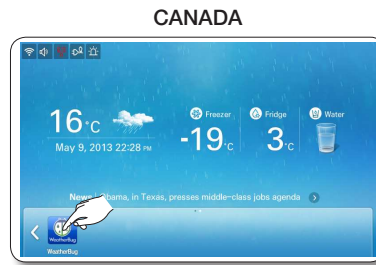 CANADA
Freezer Fridge Water
16°C -19°C 3°C
May 9, 2013 22:28 PM
News Obama, in Texas, presses middle-class jobs agenda
WeatherBug
WeatherBug